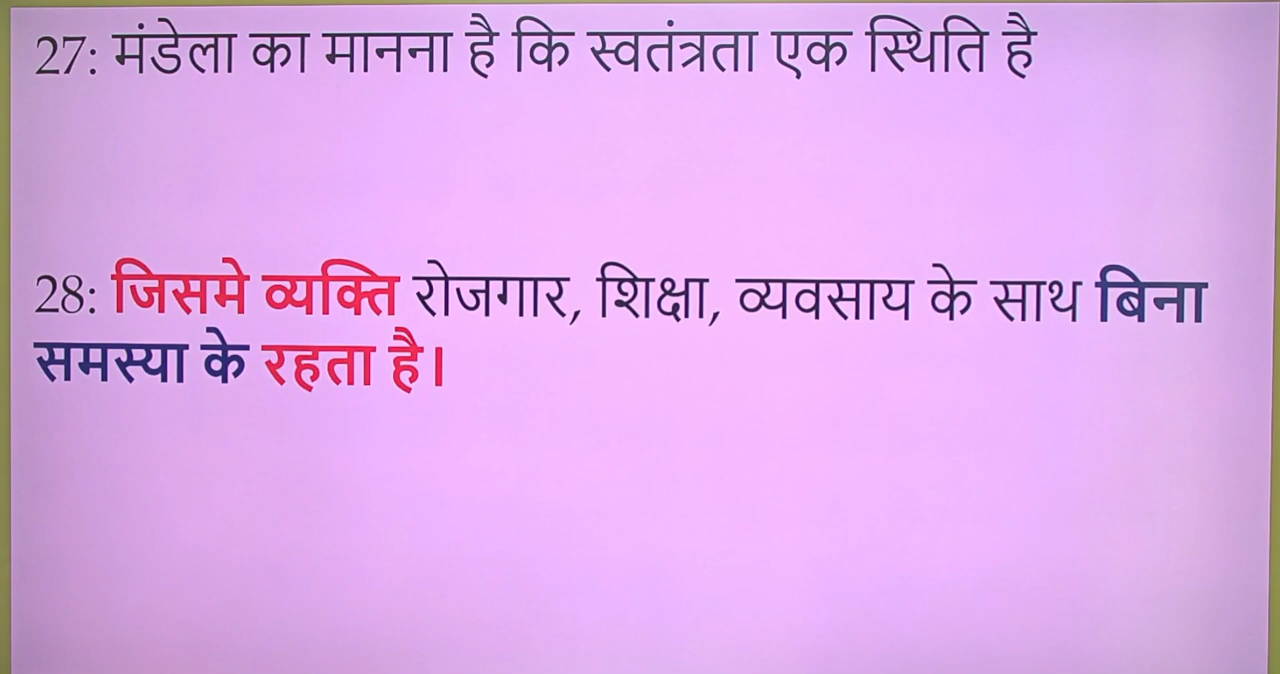 27: मंडेला का मानना है कि स्वतंत्रता एक स्थिति है
28: जिसमे व्यक्ति रोजगार, शिक्षा, व्यवसाय के साथ बिना
समस्या के रहता है।